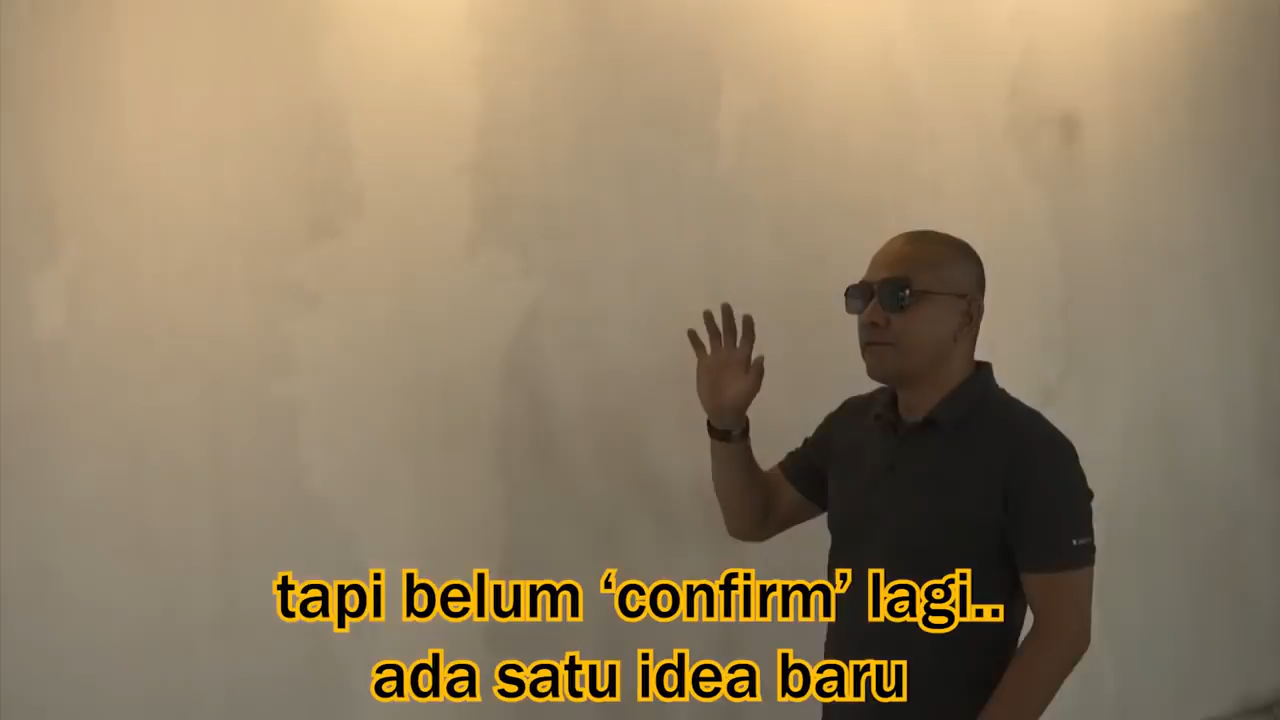 tapi belum ‘confirm’ lagi..
ada satu idea baru